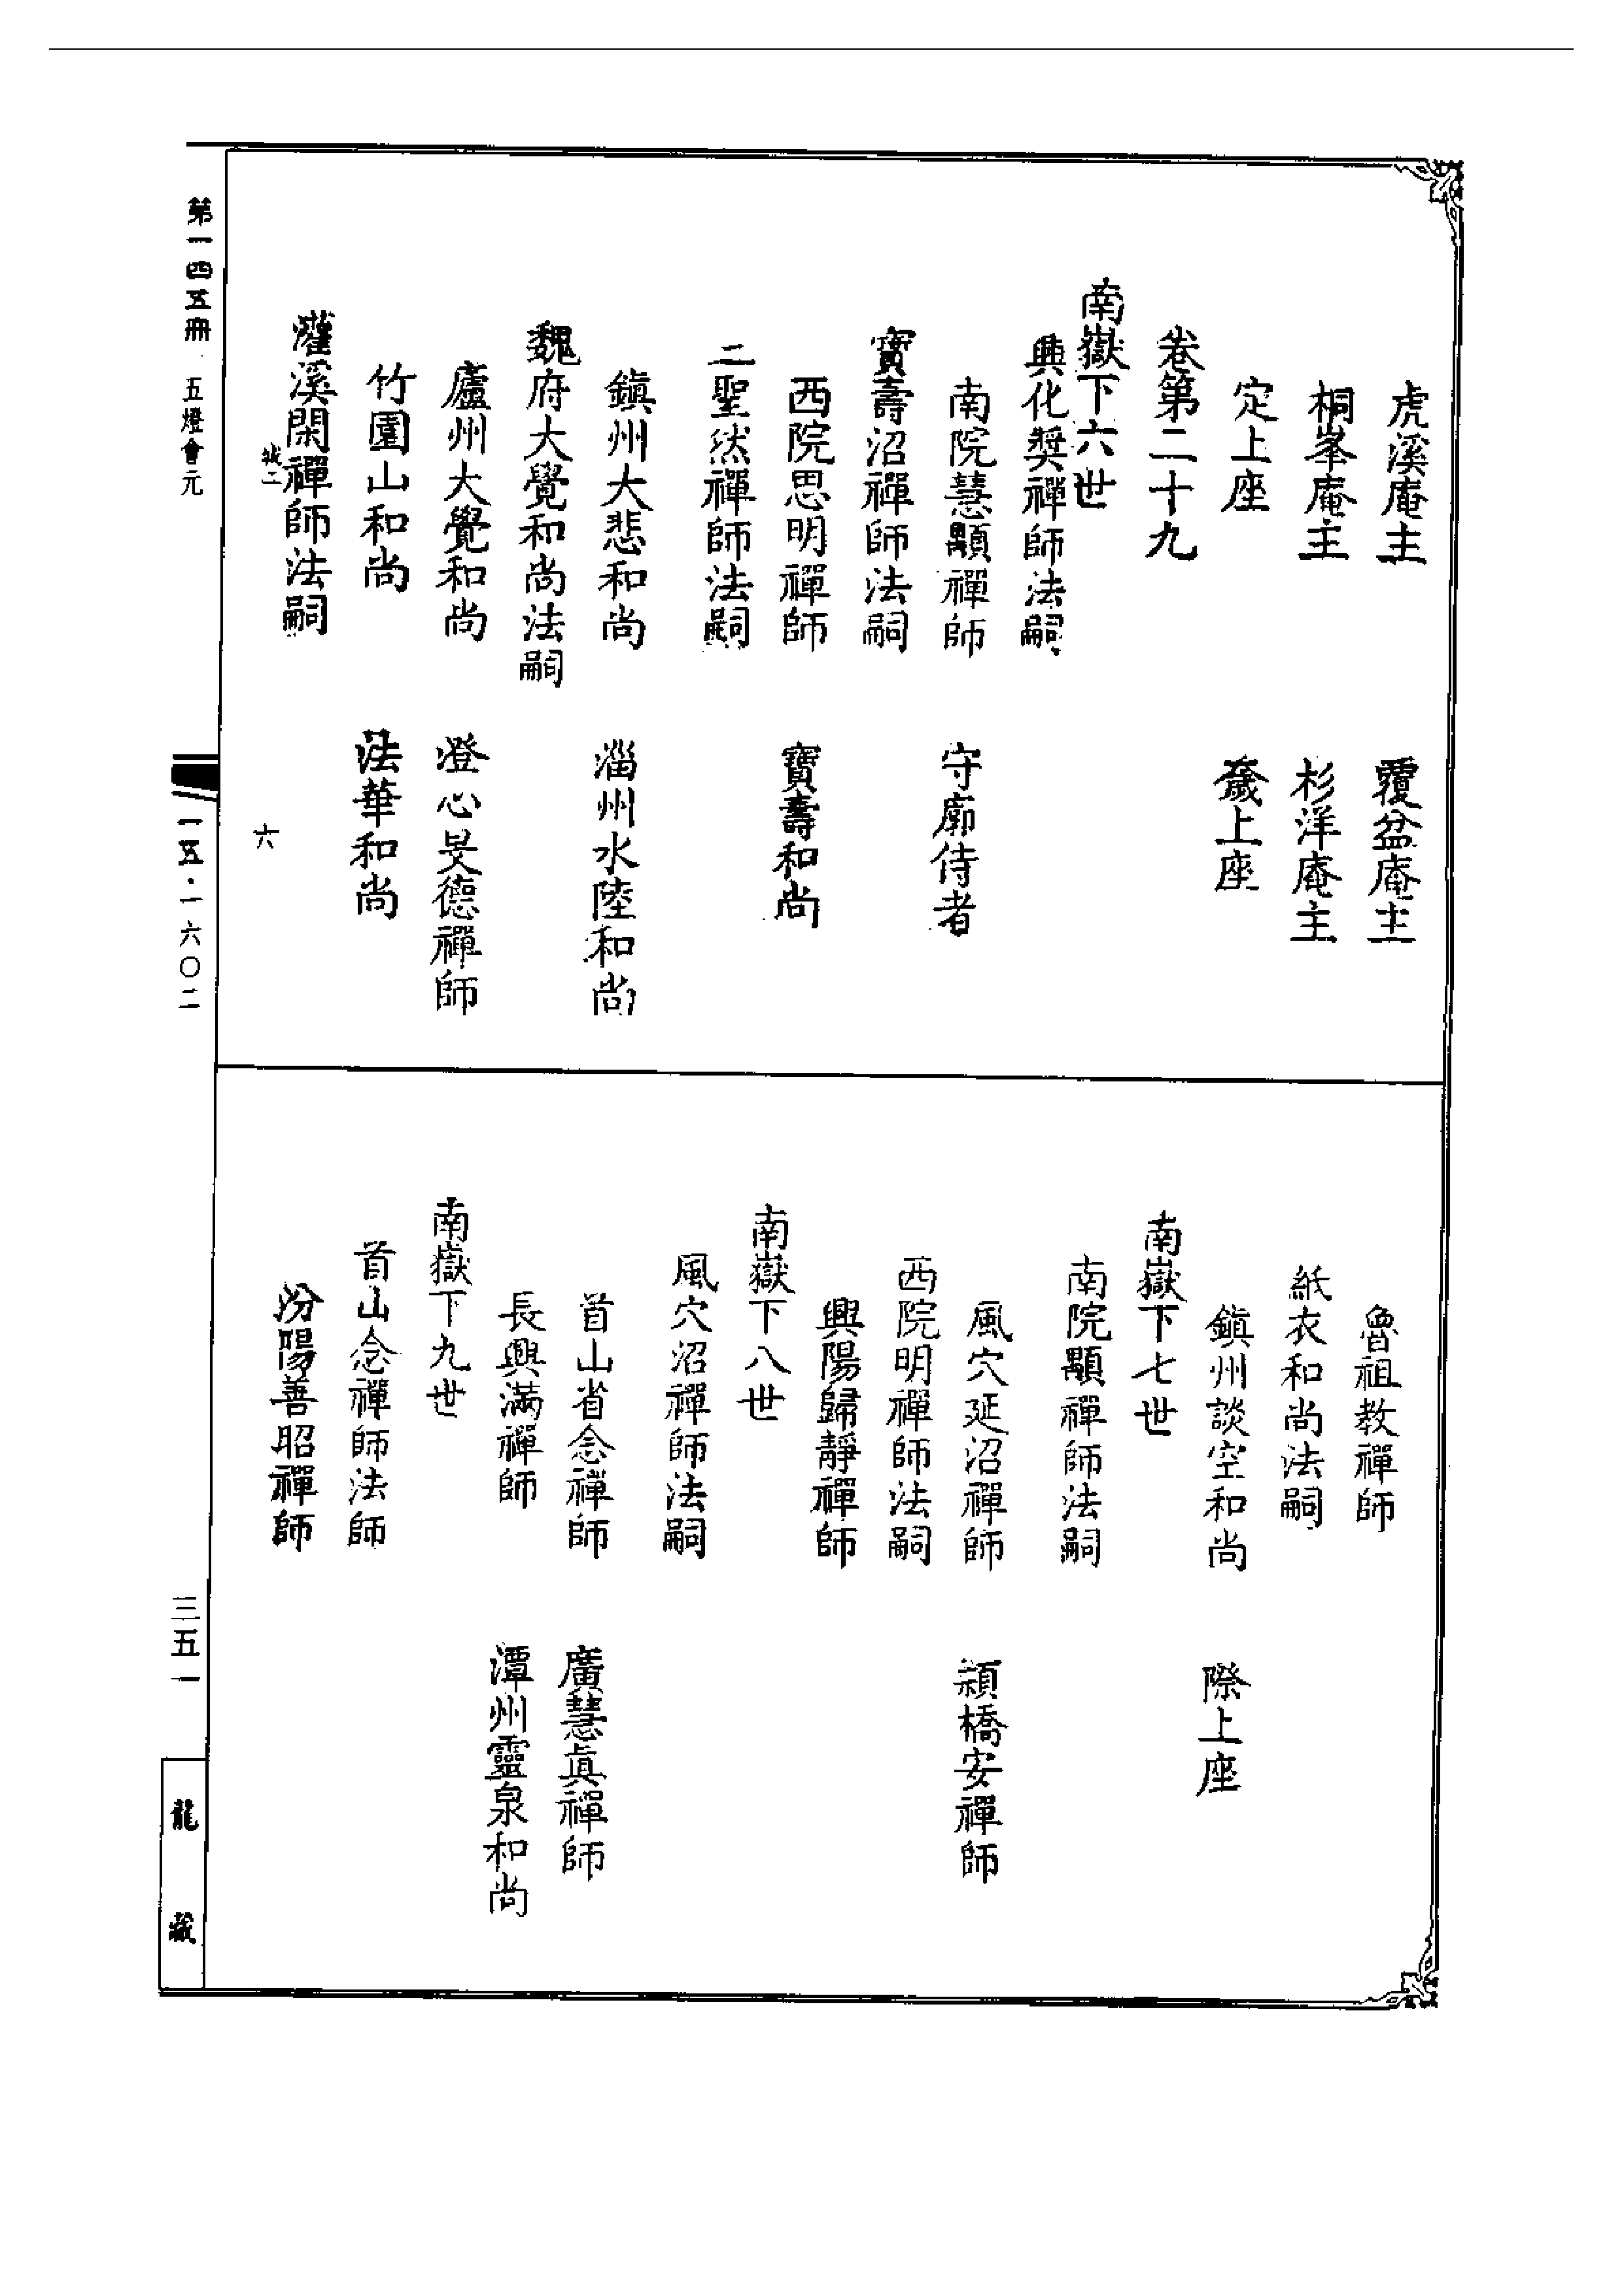 虎溪庵主　覆盆庵主
桐峯庵主　杉洋庵主
定上座　奯上座
卷第二十九
南嶽下六世
興化奬禪師法嗣
南院慧顒禪師　守廓侍者
寶壽沼禪師法嗣
西院思明禪師　寶壽和尚
三聖然禪師法嗣
鎮州大悲和尚　淄州水陸和尚
魏府大覺和尚法嗣
廬州大覺和尚　澄心旻德禪師
竹園山和尚　法華和尚
灌溪閑禪師法嗣
六
魯祖教禪師
紙衣和尚法嗣
鎮州談空和尚　際上座
南嶽下七世
南院顒禪師法嗣
風穴延沼禪師　潁橋安禪師
西院明禪師法嗣
興陽歸靜禪師
南嶽下八世
風穴沼禪師法嗣
首山省念禪師　廣慧真禪師
長興滿禪師　潭州靈泉和尚
南嶽下九世
首山念禪師法師
汾陽善昭禪師
第一四五冊　五燈會元
一五·一六〇二
三五一
龍藏